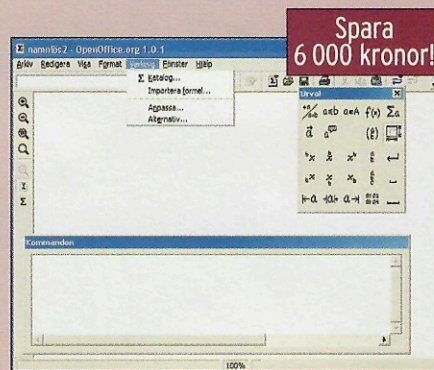 Spara
6 000 kronor!
namnlös2 - OpenOffice.org 1.0.1
Arkiv Redigera Visa Format Verktyg Fönster Hjälp
Σ Katalog...
Importera formel...
Anpassa...
Alternativ...
Urval
+a/a+b a≤b a∈A f(x) Σa
Kommandon
100%